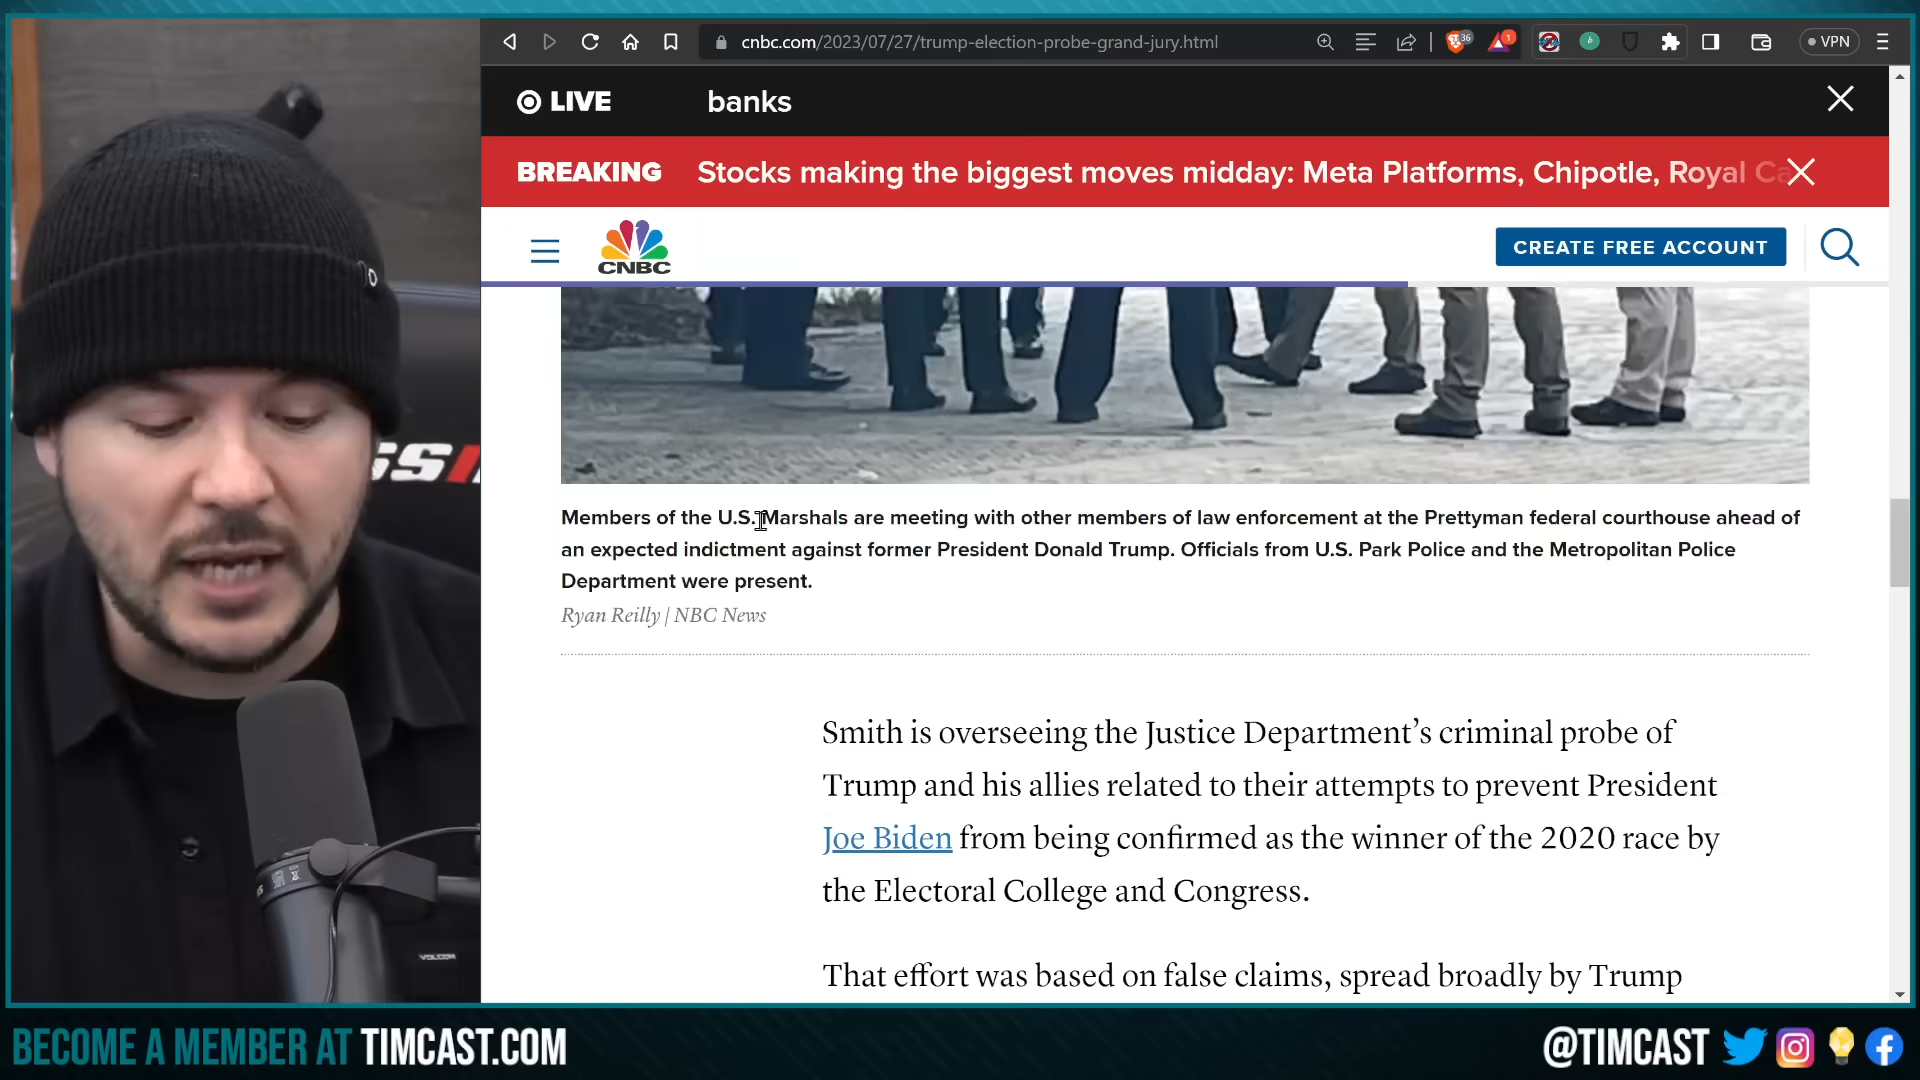 cnbc.com/2023/07/27/trump-election-probe-grand-jury.html
36
1
b
VPN
LIVE
banks
BREAKING
Stocks making the biggest moves midday: Meta Platforms, Chipotle, Royal Ca
CNBC
CREATE FREE ACCOUNT
Members of the U.S. Marshals are meeting with other members of law enforcement at the Prettyman federal courthouse ahead of
an expected indictment against former President Donald Trump. Officials from U.S. Park Police and the Metropolitan Police
Department were present.
Ryan Reilly | NBC News
Smith is overseeing the Justice Department’s criminal probe of
Trump and his allies related to their attempts to prevent President
Joe Biden from being confirmed as the winner of the 2020 race by
the Electoral College and Congress.
That effort was based on false claims, spread broadly by Trump
VOLCOM
BECOME A MEMBER AT TIMCAST.COM
@TIMCAST